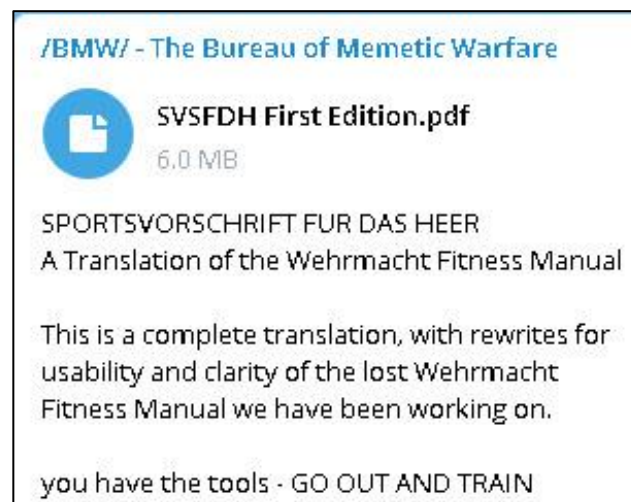 /BMW/ - The Bureau of Memetic Warfare
SVSFDH First Edition.pdf
6.0 MB
SPORTSVORSCHRIFT FUR DAS HEER
A Translation of the Wehrmacht Fitness Manual
This is a complete translation, with rewrites for
usability and clarity of the lost Wehrmacht
Fitness Manual we have been working on.
you have the tools - GO OUT AND TRAIN